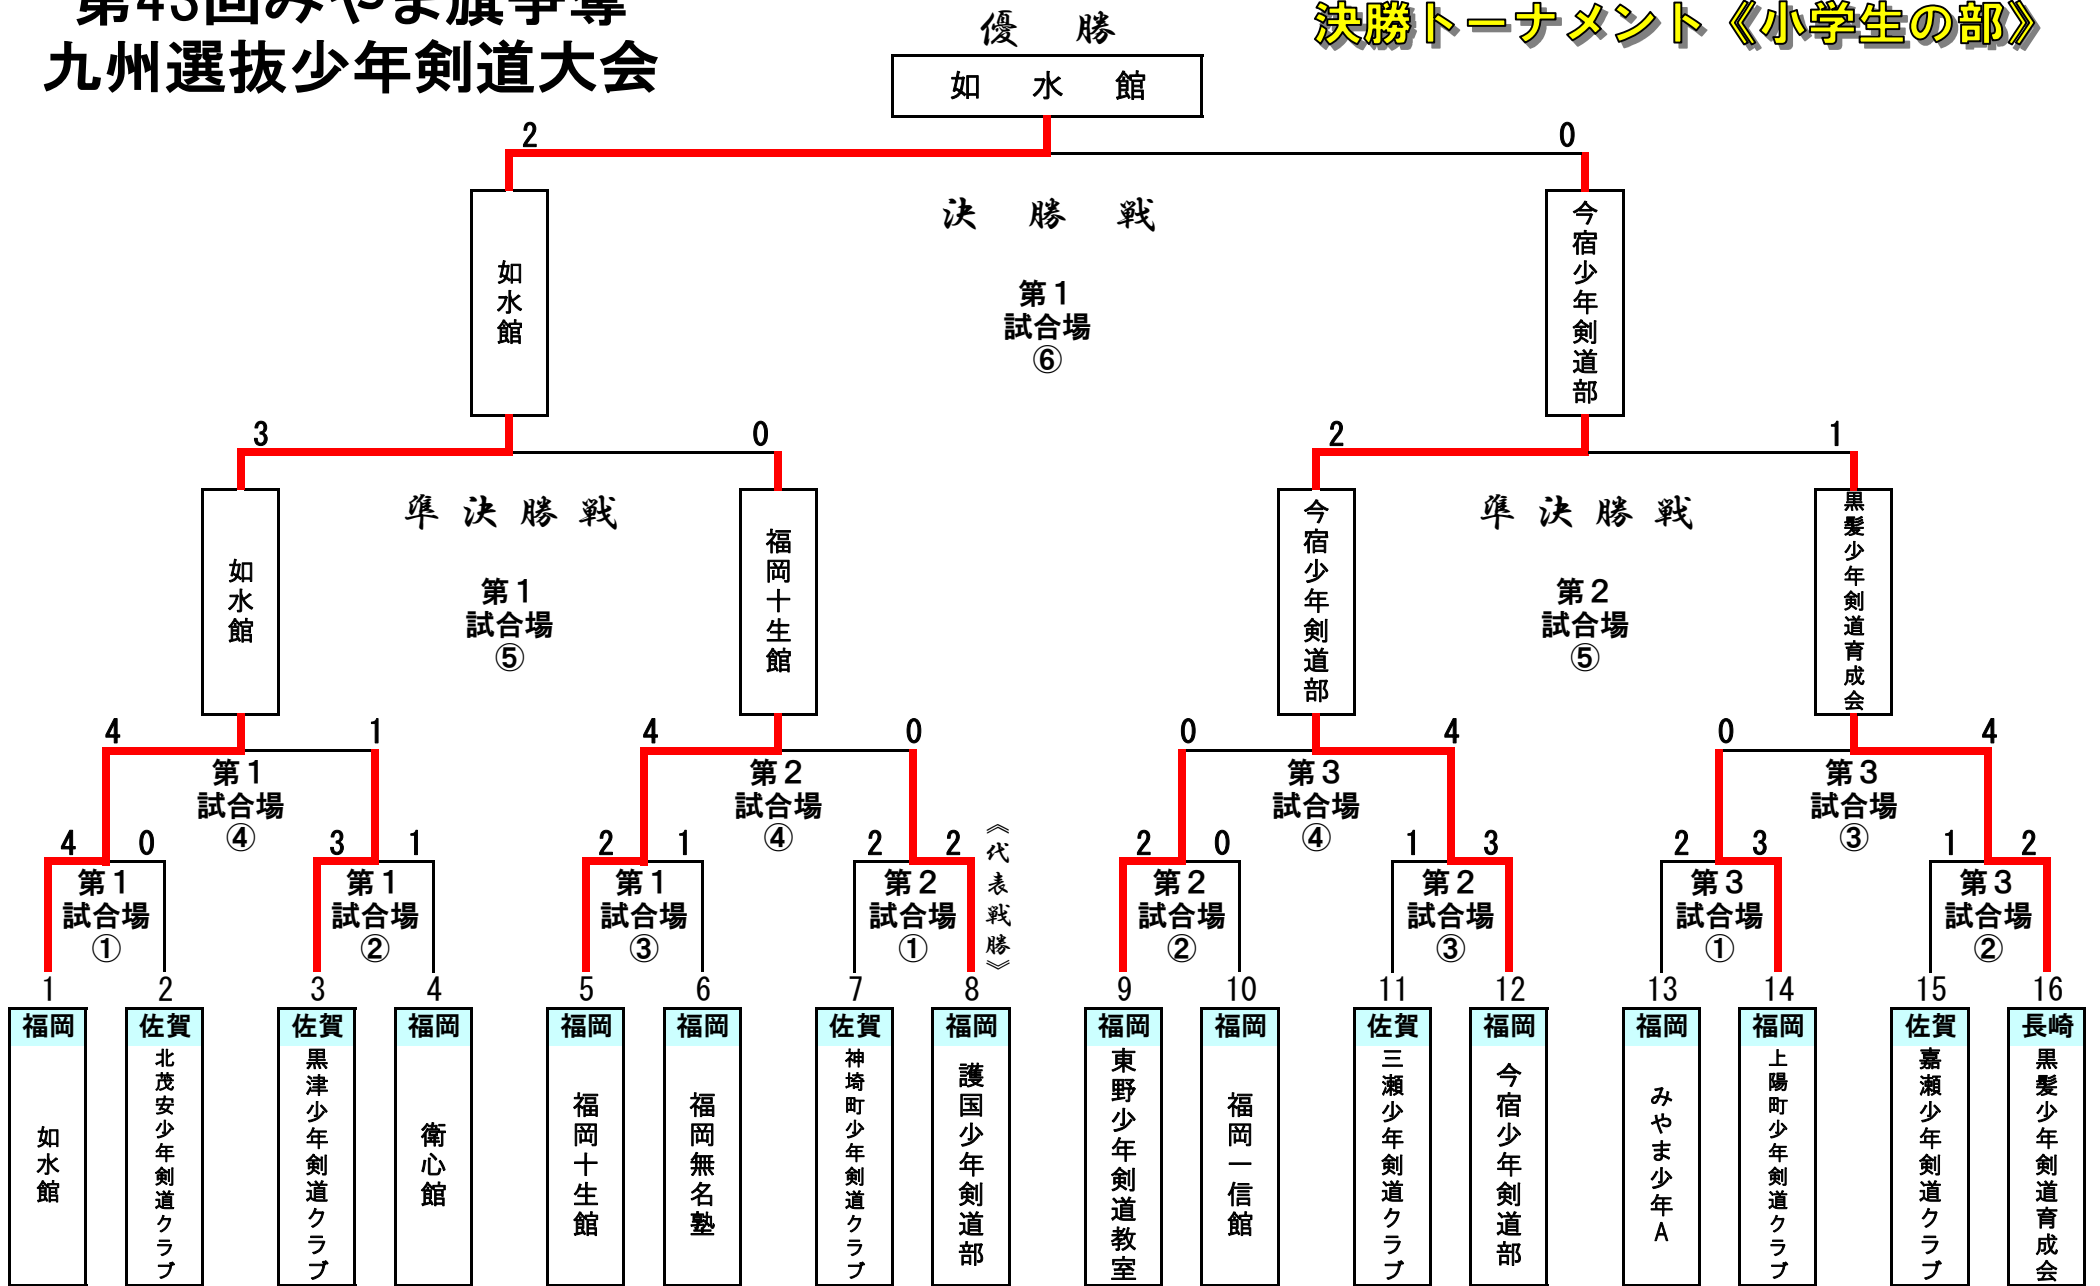 第43回みやま旗争奪
九州選抜少年剣道大会
決勝トーナメント《小学生の部》
優 勝
如 水 館
2 0
決 勝 戦
第1
試合場
⑥
如水館
今宿少年剣道部
3 0
2 1
準決勝戦
第1
試合場
⑤
準決勝戦
第2
試合場
⑤
如水館
福岡十生館
今宿少年剣道部
黒髪少年剣道育成会
4 1
第1
試合場
④
4 0
第2
試合場
④
0 4
第3
試合場
④
0 4
第3
試合場
③
4 0
第1
試合場
①
3 1
第1
試合場
②
2 1
第1
試合場
③
2 2
第2
試合場
①
《代表戦勝》
2 0
第2
試合場
②
1 3
第2
試合場
③
2 3
第3
試合場
①
1 2
第3
試合場
②
1
福岡
如水館
2
佐賀
北茂安少年剣道クラブ
3
佐賀
黒津少年剣道クラブ
4
福岡
衛心館
5
福岡
福岡十生館
6
福岡
福岡無名塾
7
佐賀
神埼町少年剣道クラブ
8
福岡
護国少年剣道部
9
福岡
東野少年剣道教室
10
福岡
福岡一信館
11
佐賀
三瀬少年剣道クラブ
12
福岡
今宿少年剣道部
13
福岡
みやま少年A
14
福岡
上陽町少年剣道クラブ
15
佐賀
嘉瀬少年剣道クラブ
16
長崎
黒髪少年剣道育成会